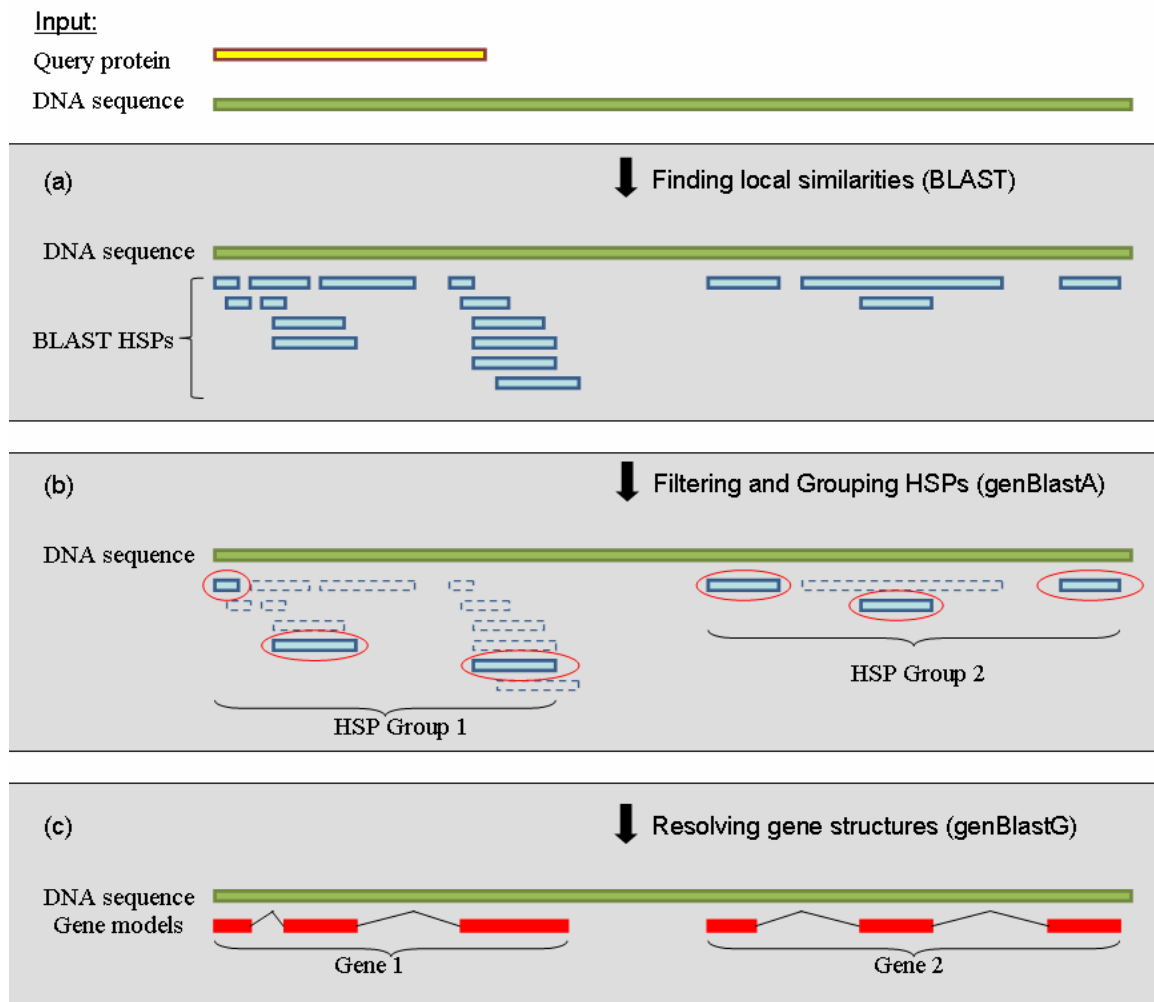 Input:
Query protein
DNA sequence
(a)
Finding local similarities (BLAST)
DNA sequence
BLAST HSPs
(b)
Filtering and Grouping HSPs (genBlastA)
DNA sequence
HSP Group 2
HSP Group 1
(c)
Resolving gene structures (genBlastG)
DNA sequence
Gene models
Gene 1
Gene 2